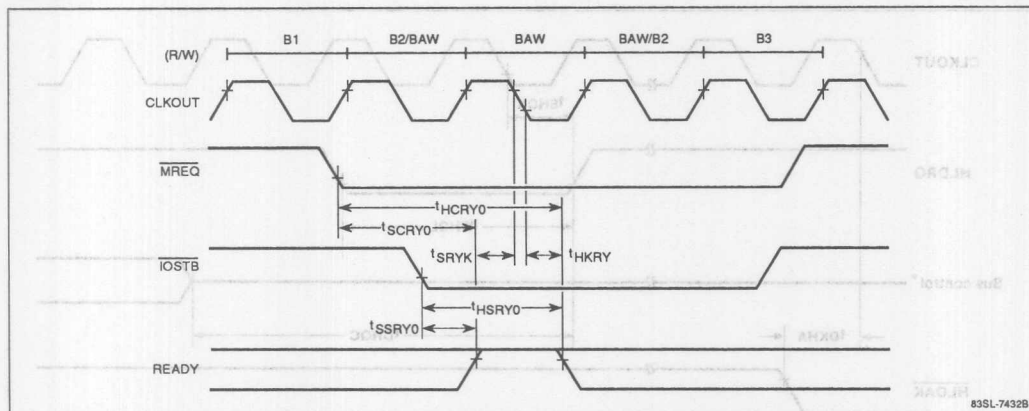 B1 B2/BAW BAW BAW/B2 B3
(R/W)
CLKOUT
MREQ
tHCRY0
tSCRY0
tSRYK tHKRY
IOSTB
tHSRY0
tSSRY0
READY
83SL-7432B
CLKOUT
HLDRQ
Bus control*
HLDAK